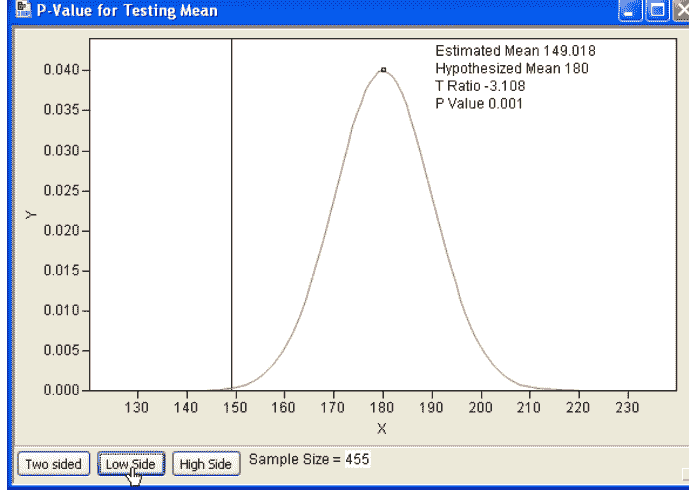 P-Value for Testing Mean
Estimated Mean 149.018
Hypothesized Mean 180
T Ratio -3.108
P Value 0.001
0.040
0.035
0.030
0.025
0.020
0.015
0.010
0.005
0.000
Y
130 140 150 160 170 180 190 200 210 220 230
X
Two sided Low Side High Side Sample Size = 455